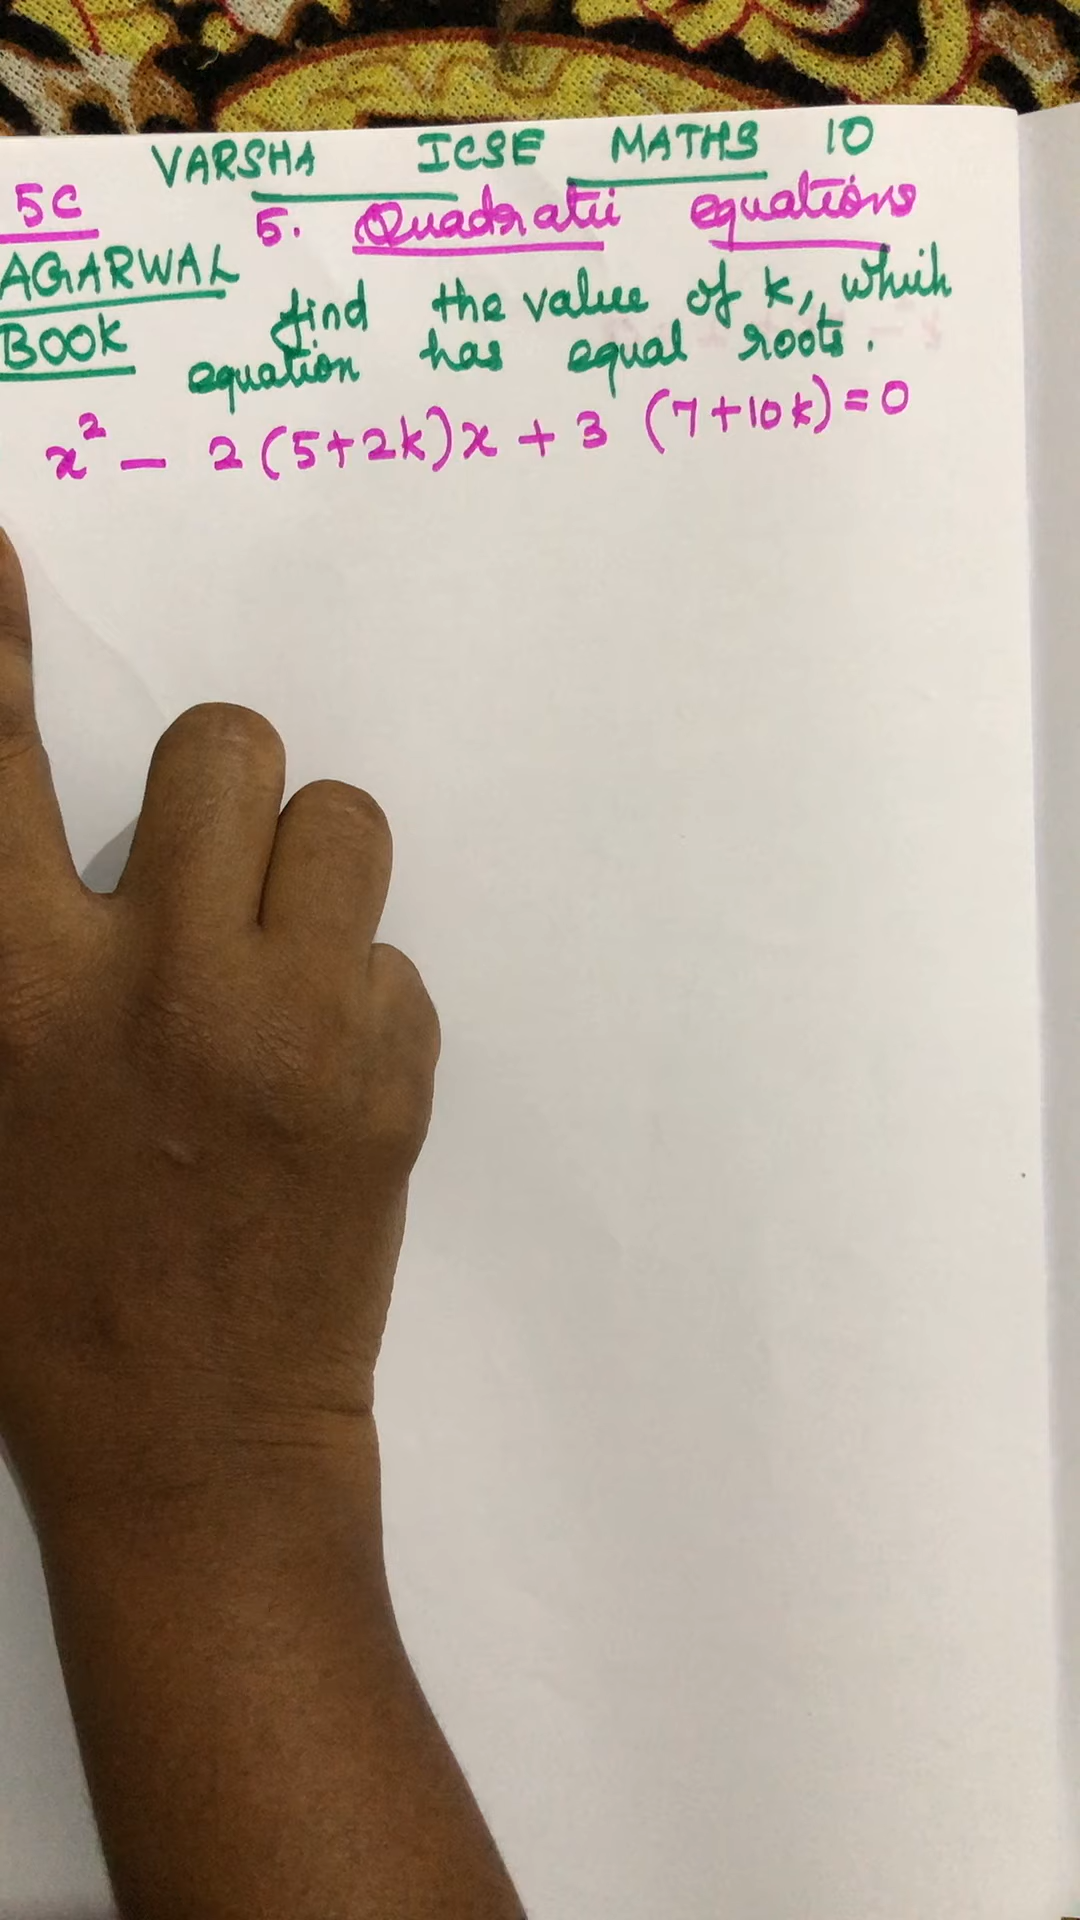 VARSHA ICSE MATHS 10
5C 5. Quadratic equations
AGARWAL
BOOK
find the value of k, which
equation has equal roots.
x² - 2(5+2k)x + 3 (7+10k) = 0